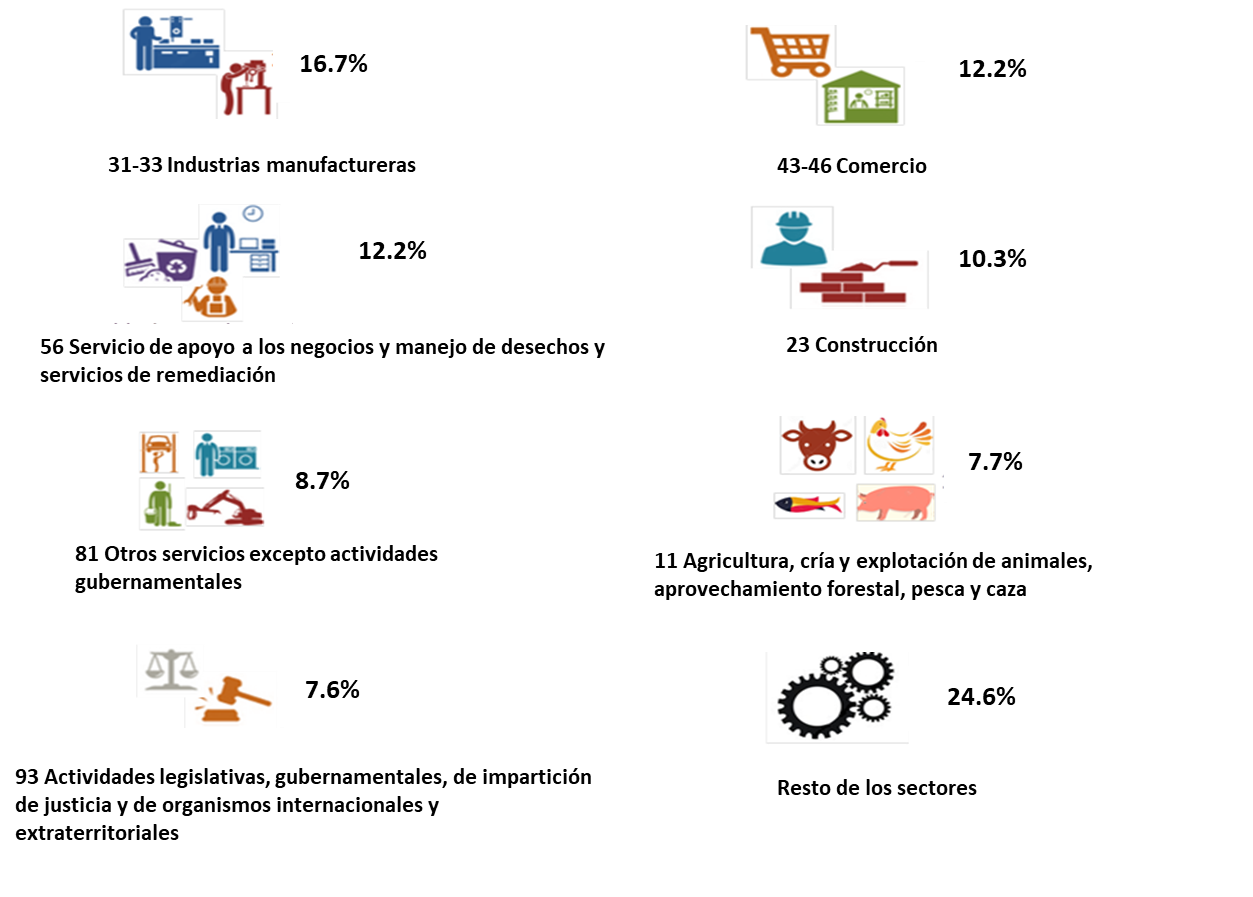 16.7%
12.2%
31-33 Industrias manufactureras
43-46 Comercio
12.2%
10.3%
56 Servicio de apoyo a los negocios y manejo de desechos y
servicios de remediación
23 Construcción
8.7%
7.7%
81 Otros servicios excepto actividades
gubernamentales
11 Agricultura, cría y explotación de animales,
aprovechamiento forestal, pesca y caza
7.6%
24.6%
93 Actividades legislativas, gubernamentales, de impartición
de justicia y de organismos internacionales y
extraterritoriales
Resto de los sectores